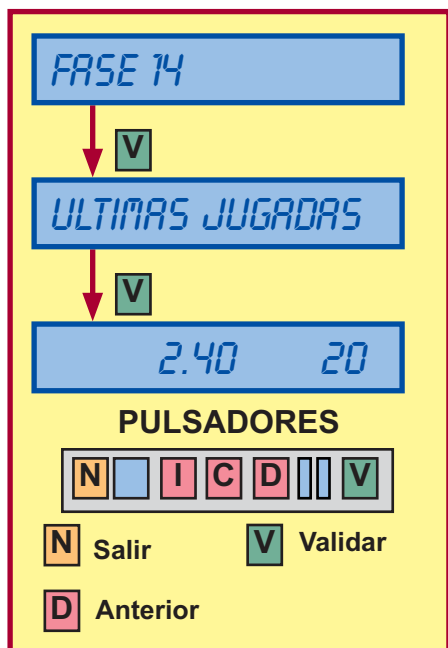 FASE 14
V
ULTIMAS JUGADAS
V
2.40 20
PULSADORES
N I C D V
N Salir V Validar
D Anterior